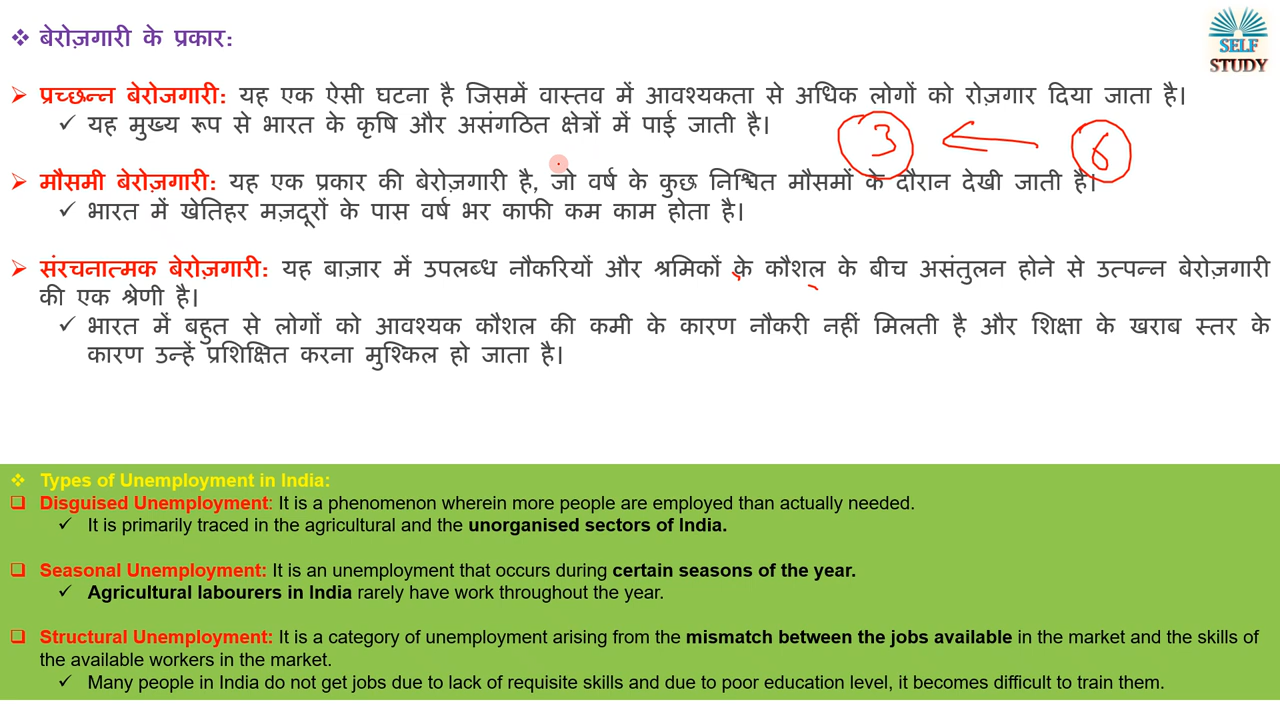 ❖ बेरोज़गारी के प्रकार:
SELF
STUDY
➢ प्रच्छन्न बेरोजगारी: यह एक ऐसी घटना है जिसमें वास्तव में आवश्यकता से अधिक लोगों को रोज़गार दिया जाता है।
✓ यह मुख्य रूप से भारत के कृषि और असंगठित क्षेत्रों में पाई जाती है।
3 ← 6
➢ मौसमी बेरोज़गारी: यह एक प्रकार की बेरोज़गारी है, जो वर्ष के कुछ निश्चित मौसमों के दौरान देखी जाती है।
✓ भारत में खेतिहर मज़दूरों के पास वर्ष भर काफी कम काम होता है।
➢ संरचनात्मक बेरोज़गारी: यह बाज़ार में उपलब्ध नौकरियों और श्रमिकों के कौशल के बीच असंतुलन होने से उत्पन्न बेरोज़गारी
की एक श्रेणी है।
✓ भारत में बहुत से लोगों को आवश्यक कौशल की कमी के कारण नौकरी नहीं मिलती है और शिक्षा के खराब स्तर के
कारण उन्हें प्रशिक्षित करना मुश्किल हो जाता है।
❖ Types of Unemployment in India:
❑ Disguised Unemployment: It is a phenomenon wherein more people are employed than actually needed.
✓ It is primarily traced in the agricultural and the unorganised sectors of India.
❑ Seasonal Unemployment: It is an unemployment that occurs during certain seasons of the year.
✓ Agricultural labourers in India rarely have work throughout the year.
❑ Structural Unemployment: It is a category of unemployment arising from the mismatch between the jobs available in the market and the skills of
the available workers in the market.
✓ Many people in India do not get jobs due to lack of requisite skills and due to poor education level, it becomes difficult to train them.